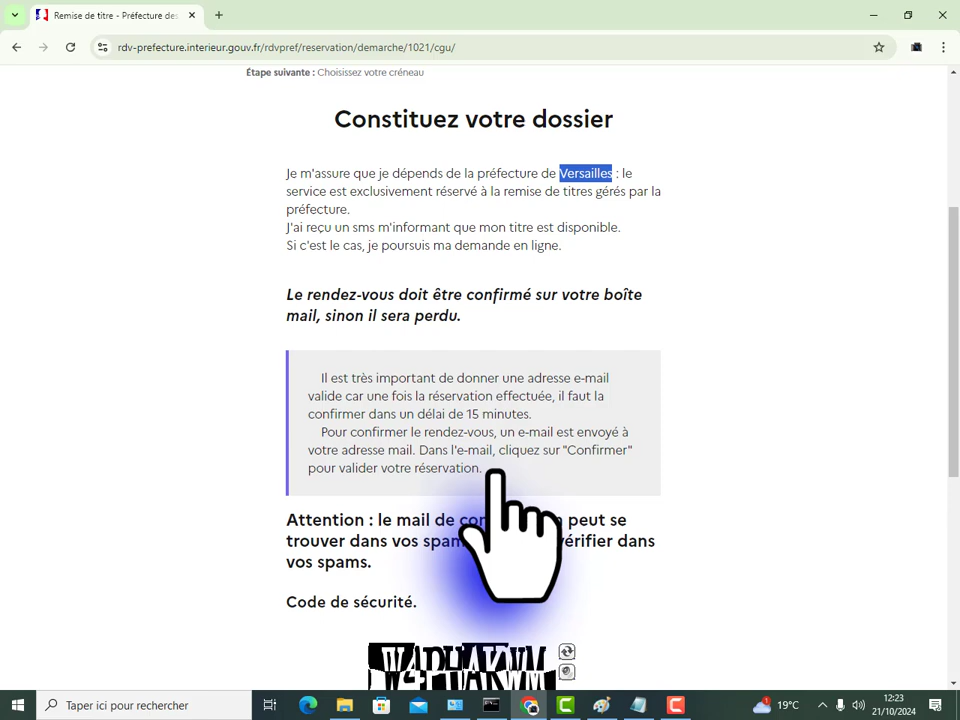 Remise de titre - Préfecture des
rdv-prefecture.interieur.gouv.fr/rdvpref/reservation/demarche/1021/cgu/
Étape suivante : Choisissez votre créneau
Constituez votre dossier
Je m'assure que je dépends de la préfecture de Versailles : le
service est exclusivement réservé à la remise de titres gérés par la
préfecture.
J'ai reçu un sms m'informant que mon titre est disponible.
Si c'est le cas, je poursuis ma demande en ligne.
Le rendez-vous doit être confirmé sur votre boîte
mail, sinon il sera perdu.
Il est très important de donner une adresse e-mail
valide car une fois la réservation effectuée, il faut la
confirmer dans un délai de 15 minutes.
Pour confirmer le rendez-vous, un e-mail est envoyé à
votre adresse mail. Dans l'e-mail, cliquez sur "Confirmer"
pour valider votre réservation.
Attention : le mail de peut se
trouver dans vos vérifier dans
vos spams.
Code de sécurité.
Taper ici pour rechercher
19°C
12:23
21/10/2024